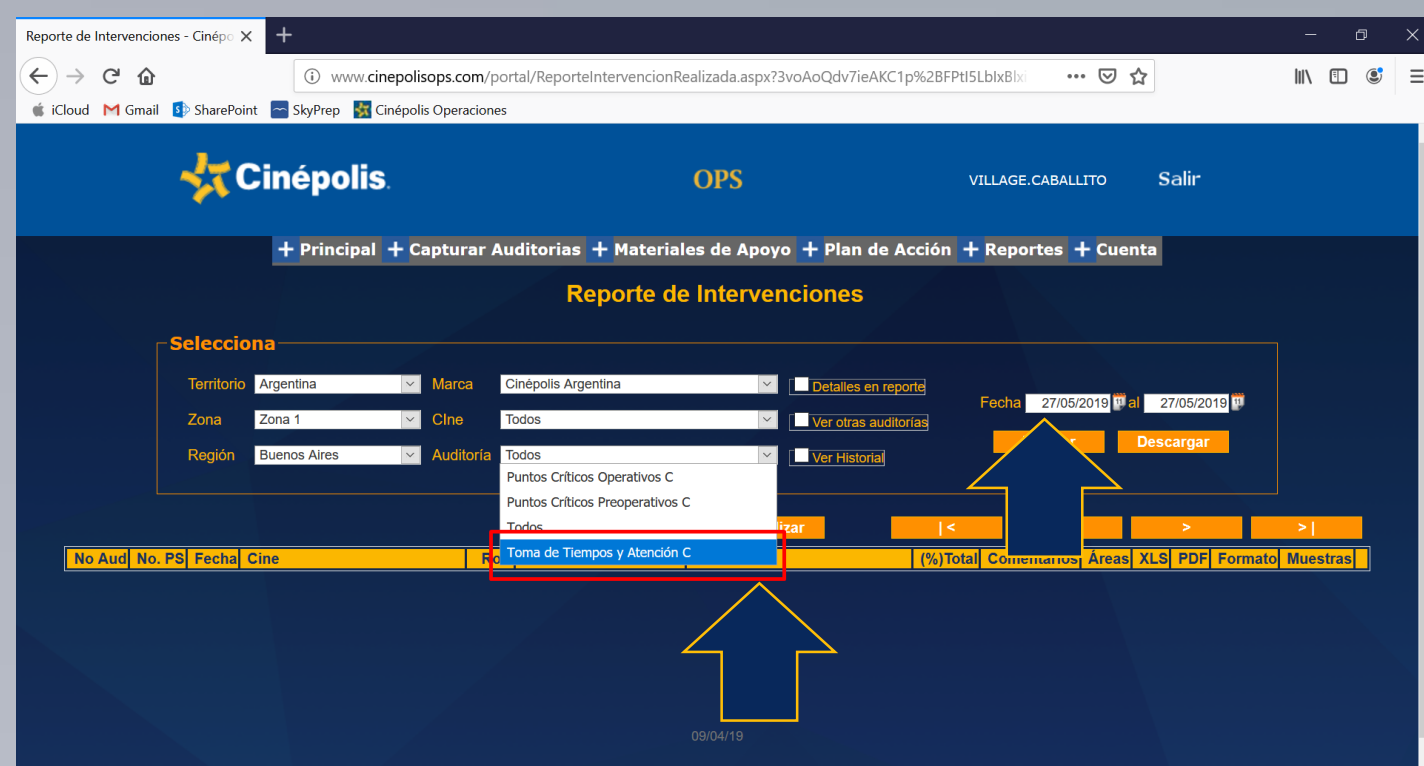 Reporte de Intervenciones - Cinépo
www.cinepolisops.com/portal/ReporteIntervencionRealizada.aspx?3voAoQdv7ieAKC1p%2BFPtI5LblxBlxi
iCloud Gmail SharePoint SkyPrep Cinépolis Operaciones
Cinépolis. OPS VILLAGE.CABALLITO Salir
+ Principal + Capturar Auditorias + Materiales de Apoyo + Plan de Acción + Reportes + Cuenta
Reporte de Intervenciones
Selecciona
Territorio Argentina Marca Cinépolis Argentina Detalles en reporte
Fecha 27/05/2019 al 27/05/2019
Zona Zona 1 CIne Todos Ver otras auditorías
Descargar
Región Buenos Aires Auditoría Todos Ver Historial
Puntos Críticos Operativos C
Puntos Críticos Preoperativos C
Todos
|< > >|
Toma de Tiempos y Atención C
No Aud No. PS Fecha Cine (%)Total Comentarios Áreas XLS PDF Formato Muestras
09/04/19